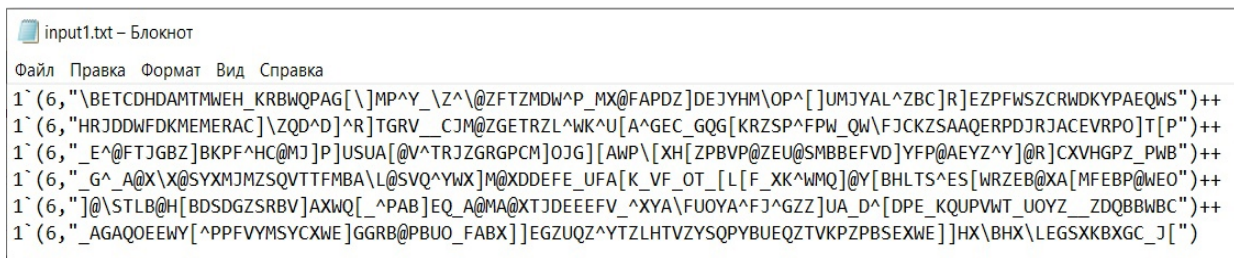 input1.txt – Блокнот
Файл Правка Формат Вид Справка
1`(6,"\BETCDHDAMTMWEH_KRBWQPAG[\]MP^Y_\Z^\@ZFTZMDW^P_MX@FAPDZ]DEJYHM\OP^[]UMJYAL^ZBC]R]EZPFWSZCRWDKYPAEQWS")++
1`(6,"HRJDDWFDKMEMERAC]\ZQD^D]^R]TGRV__CJM@ZGETRZL^WK^U[A^GEC_GQG[KRZSP^FPW_QW\FJCKZSAAQERPDJRJACEVRPO]T[P")++
1`(6,"_E^@FTJGBZ]BKPF^HC@MJ]P]USUA[@V^TRJZGRGPCM]OJG][AWP\[XH[ZPBVP@ZEU@SMBBEFVD]YFP@AEYZ^Y]@R]CXVHGPZ_PWB")++
1`(6,"_G^_A@X\X@SYXMJMZSQVTTFMBA\L@SVQ^YWX]M@XDDEFE_UFA[K_VF_OT_[L[F_XK^WMQ]@Y[BHLTS^ES[WRZEB@XA[MFEBP@WEO")++
1`(6,"]@\STLB@H[BDSDGZSRBV]AXWQ[_^PAB]EQ_A@MA@XTJDEEEFV_^XYA\FUOYA^FJ^GZZ]UA_D^[DPE_KQUPVWT_UOYZ__ZDQBBWBC")++
1`(6,"_AGAQOEEWY[^PPFVYMSYCXWE]GGRB@PBUO_FABX]]EGZUQZ^YTZLHTVZYSQPYBUEQZTVKPZPBSEXWE]]HX\BHX\LEGSXKBXGC_J[")